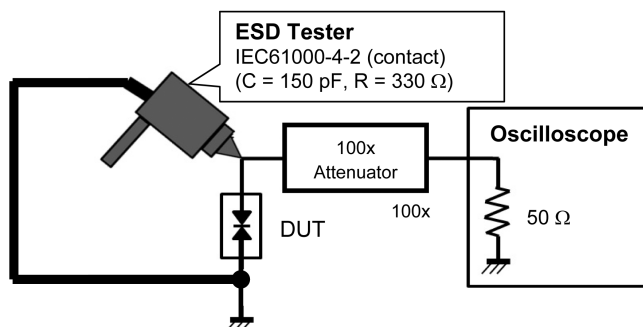 ESD Tester
IEC61000-4-2 (contact)
(C = 150 pF, R = 330 Ω)
Oscilloscope
100x
Attenuator
100x
50 Ω
DUT